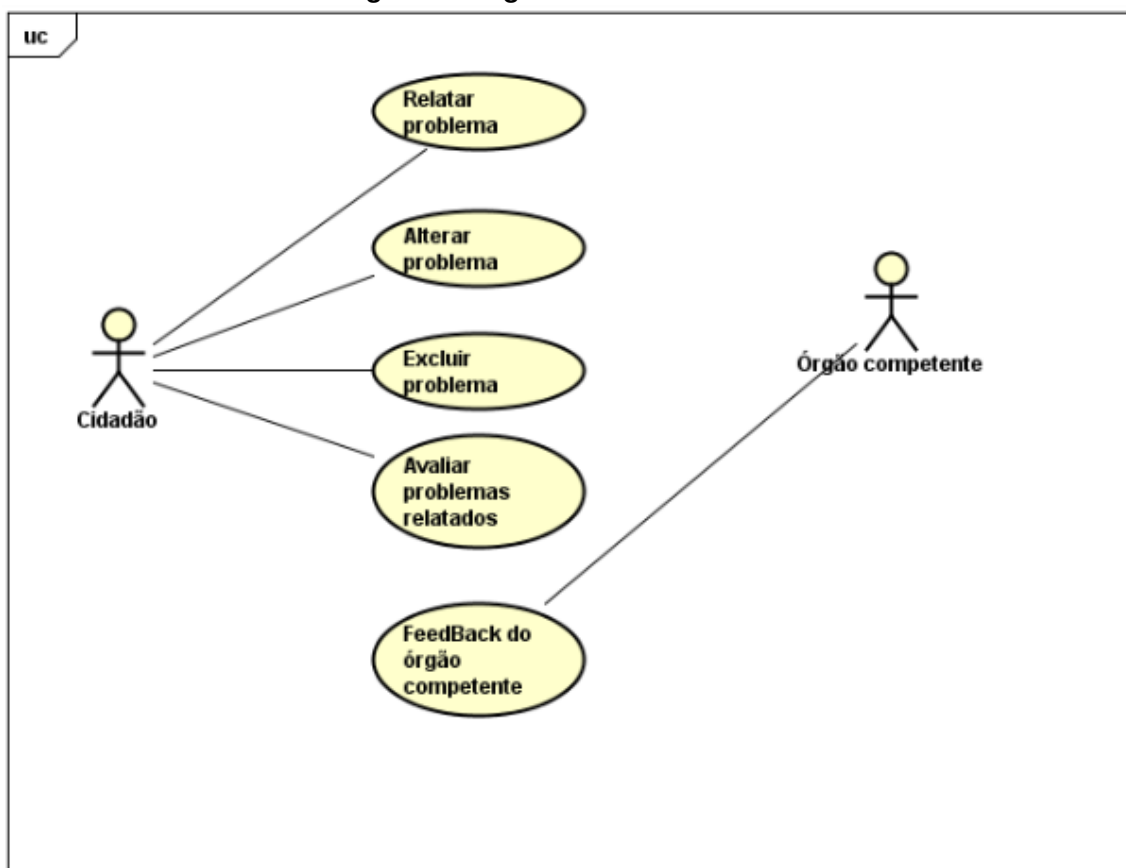 uc
Relatar
problema
Alterar
problema
Excluir
problema
Órgão competente
Cidadão
Avaliar
problemas
relatados
FeedBack do
órgão
competente